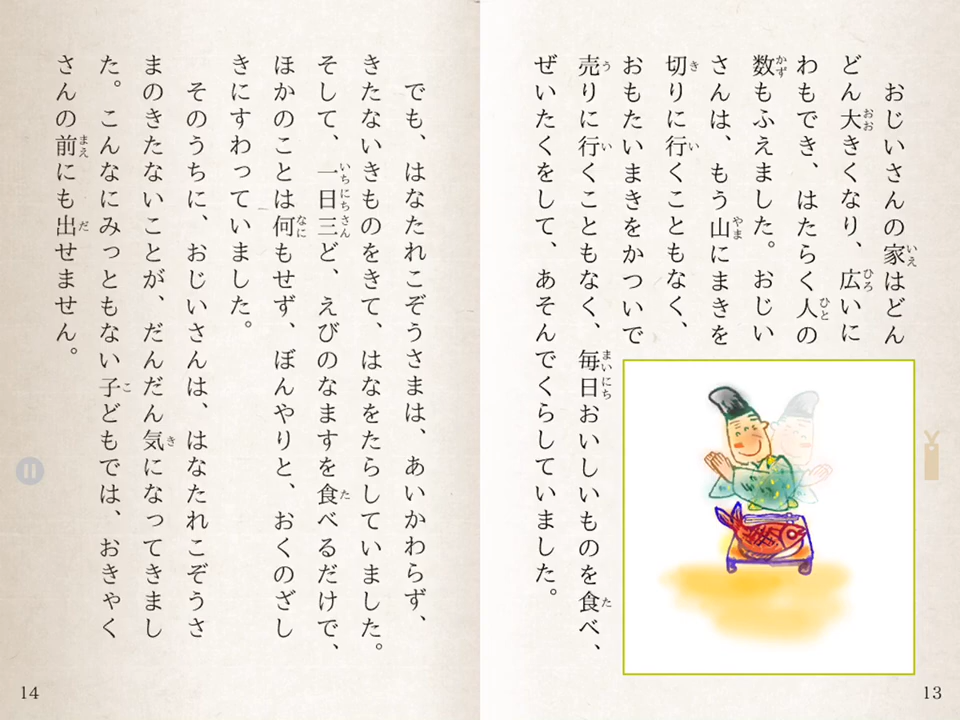 おじいさんの家はどん
どん大きくなり、広いに
わもでき、はたらく人の
数もふえました。おじい
さんは、もう山にまきを
切りに行くこともなく、
おもたいまきをかついで
売りに行くこともなく、毎日おいしいものを食べ、
ぜいたくをして、あそんでくらしていました。
13
でも、はなたれこぞうさまは、あいかわらず、
きたないきものをきて、はなをたらしていました。
そして、一日三ど、えびのなますを食べるだけで、
ほかのことは何もせず、ぼんやりと、おくのざし
きにすわっていました。
そのうちに、おじいさんは、はなたれこぞうさ
まのきたないことが、だんだん気になってきまし
た。こんなにみっともない子どもでは、おきゃく
さんの前にも出せません。
14